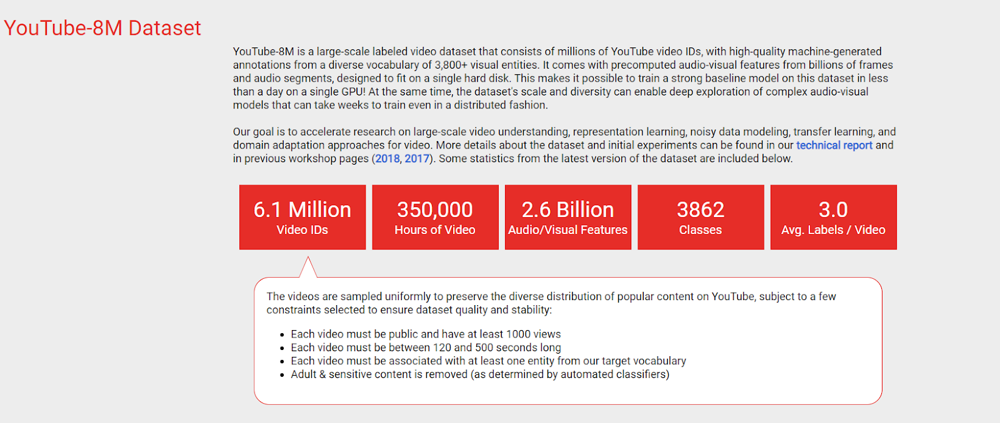 YouTube-8M Dataset
YouTube-8M is a large-scale labeled video dataset that consists of millions of YouTube video IDs, with high-quality machine-generated
annotations from a diverse vocabulary of 3,800+ visual entities. It comes with precomputed audio-visual features from billions of frames
and audio segments, designed to fit on a single hard disk. This makes it possible to train a strong baseline model on this dataset in less
than a day on a single GPU! At the same time, the dataset's scale and diversity can enable deep exploration of complex audio-visual
models that can take weeks to train even in a distributed fashion.
Our goal is to accelerate research on large-scale video understanding, representation learning, noisy data modeling, transfer learning, and
domain adaptation approaches for video. More details about the dataset and initial experiments can be found in our technical report and
in previous workshop pages (2018, 2017). Some statistics from the latest version of the dataset are included below.
6.1 Million
Video IDs
350,000
Hours of Video
2.6 Billion
Audio/Visual Features
3862
Classes
3.0
Avg. Labels / Video
The videos are sampled uniformly to preserve the diverse distribution of popular content on YouTube, subject to a few
constraints selected to ensure dataset quality and stability:
• Each video must be public and have at least 1000 views
• Each video must be between 120 and 500 seconds long
• Each video must be associated with at least one entity from our target vocabulary
• Adult & sensitive content is removed (as determined by automated classifiers)